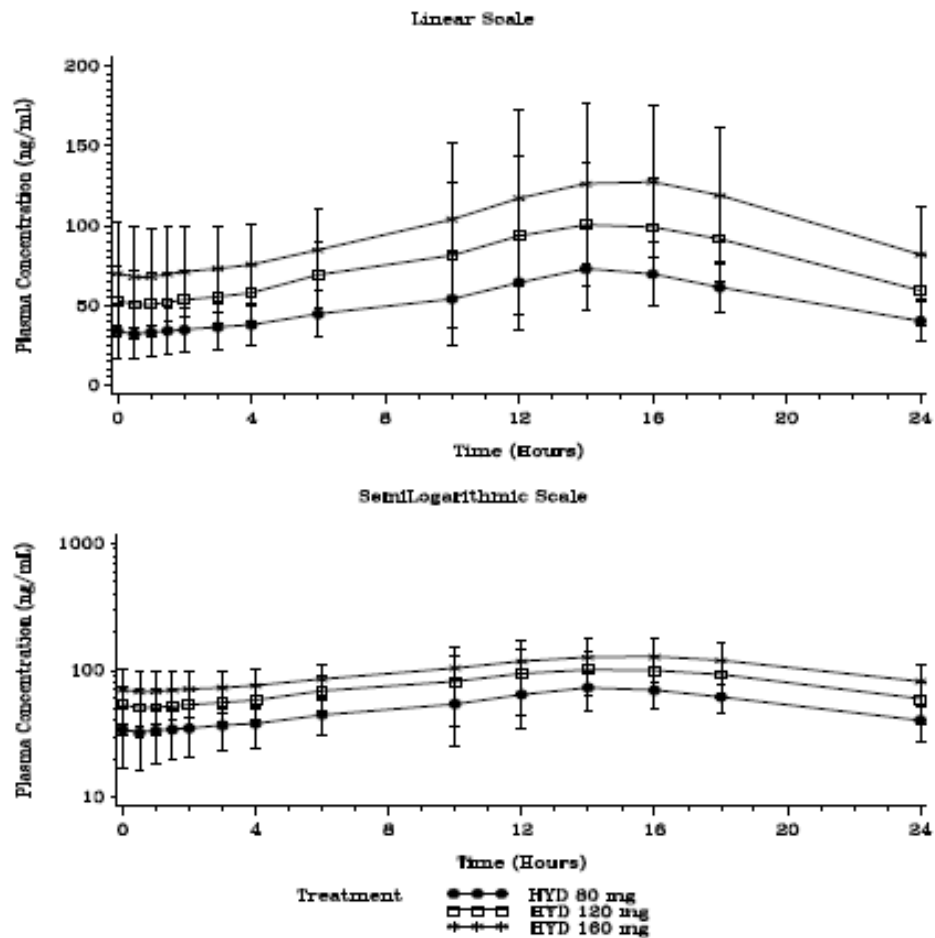 Linear Scale
200
150
100
50
0
Plasma Concentration (ng/mL)
0 4 8 12 16 20 24
Time (Hours)
SemiLogarithmic Scale
1000
100
10
Plasma Concentration (ng/mL)
0 4 8 12 16 20 24
Time (Hours)
Treatment HYD 80 mg
HYD 120 mg
HYD 160 mg